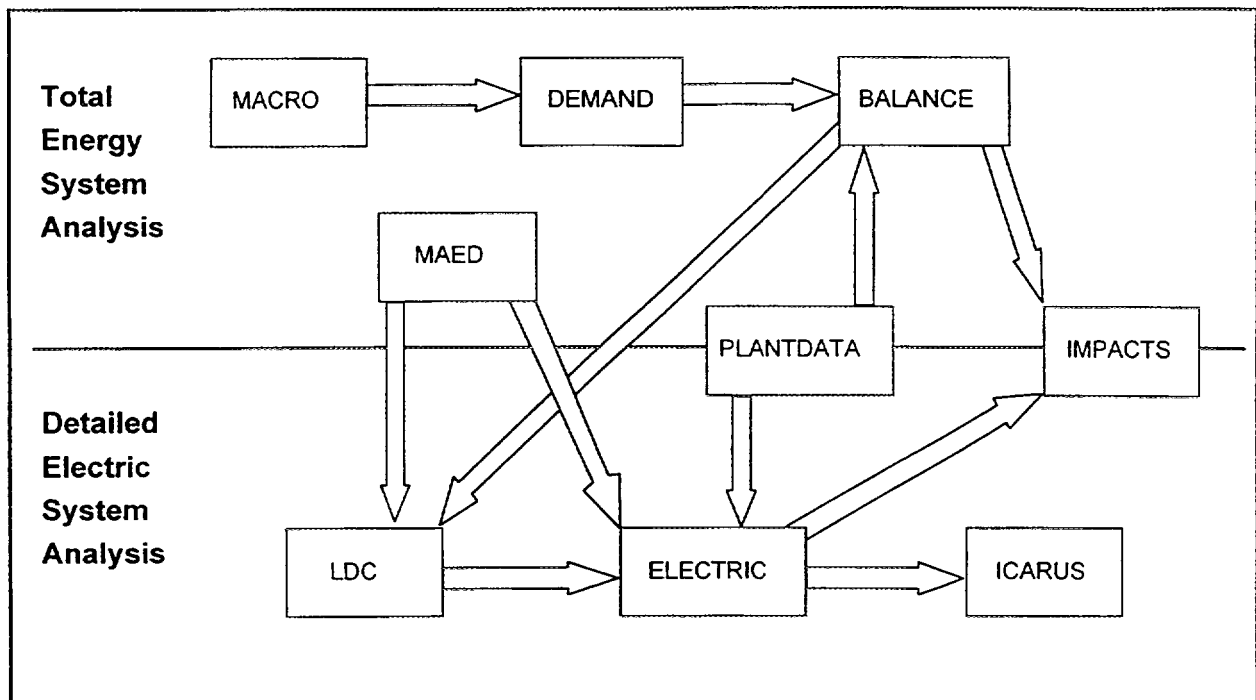 Total
Energy
System
Analysis
MACRO
DEMAND
BALANCE
MAED
PLANTDATA
IMPACTS
Detailed
Electric
System
Analysis
LDC
ELECTRIC
ICARUS